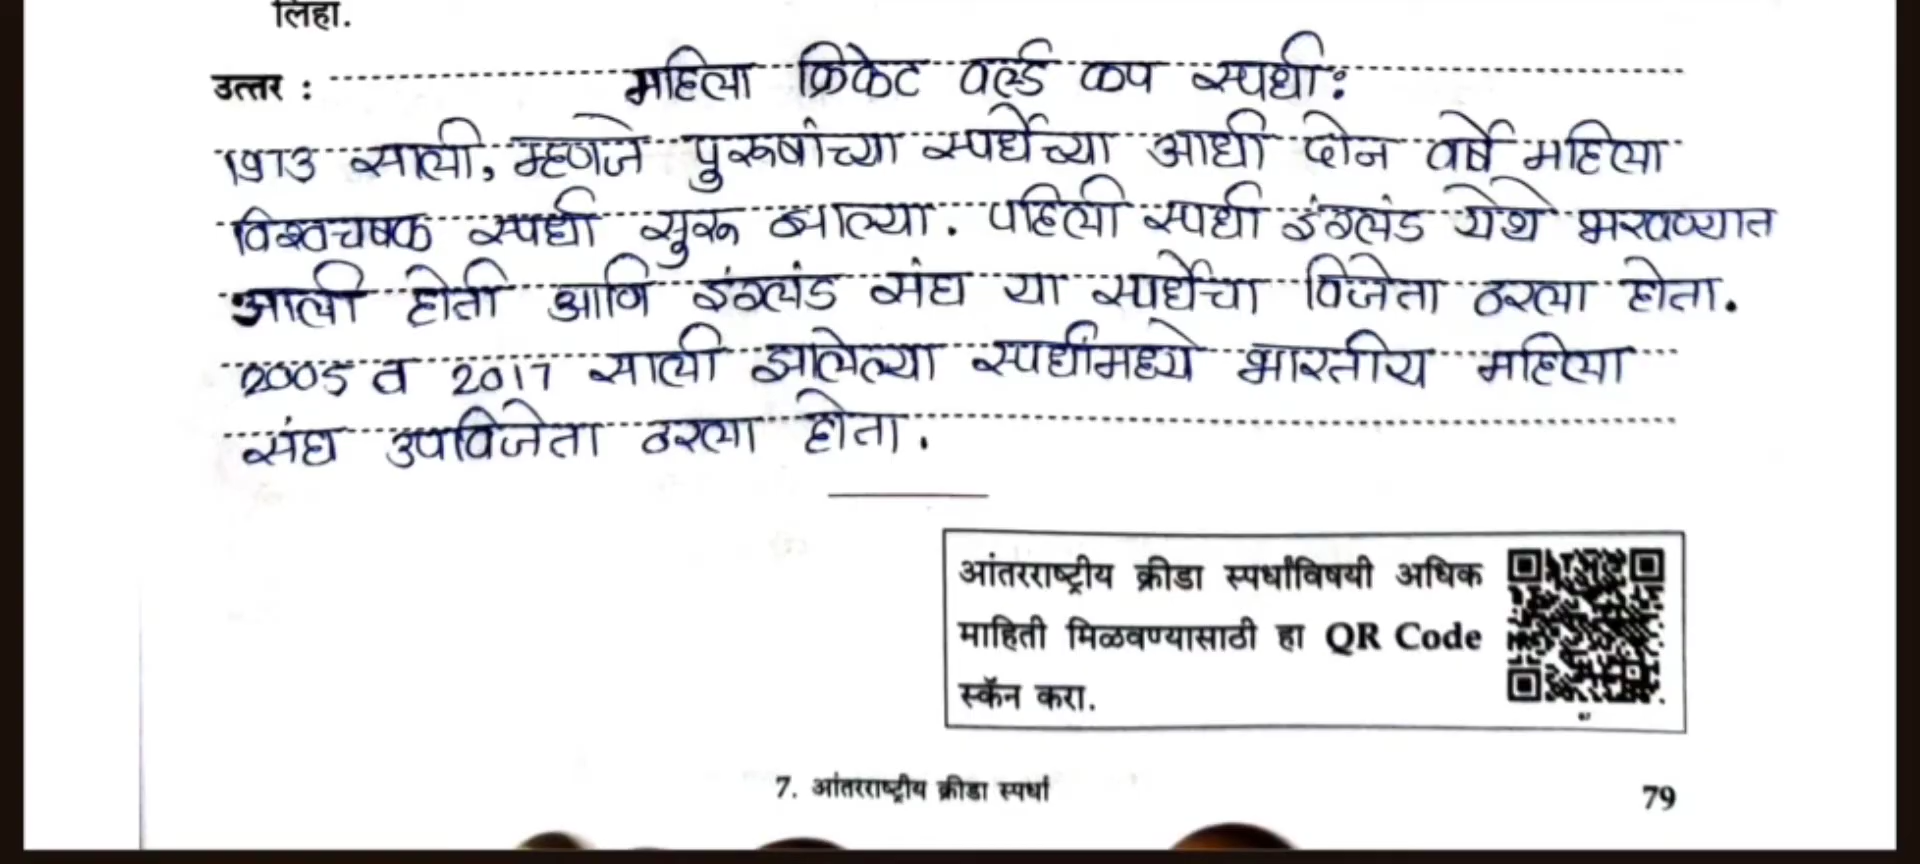 लिहा.
उत्तर : महिला क्रिकेट वर्ल्ड कप स्पर्धा:
1973 साली, म्हणजे पुरूषांच्या स्पर्धेच्या आधी दोन वर्षे महिला
विश्वचषक स्पर्धा सुरू झाल्या. पहिली स्पर्धा इंग्लंड येथे भरवण्यात
आली होती आणि इंग्लंड संघ या स्पर्धेचा विजेता ठरला होता.
2005 व 2017 साली झालेल्या स्पर्धांमध्ये भारतीय महिला
संघ उपविजेता ठरला होता.
आंतरराष्ट्रीय क्रीडा स्पर्धांविषयी अधिक
माहिती मिळवण्यासाठी हा QR Code
स्कॅन करा.
7. आंतरराष्ट्रीय क्रीडा स्पर्धा 79